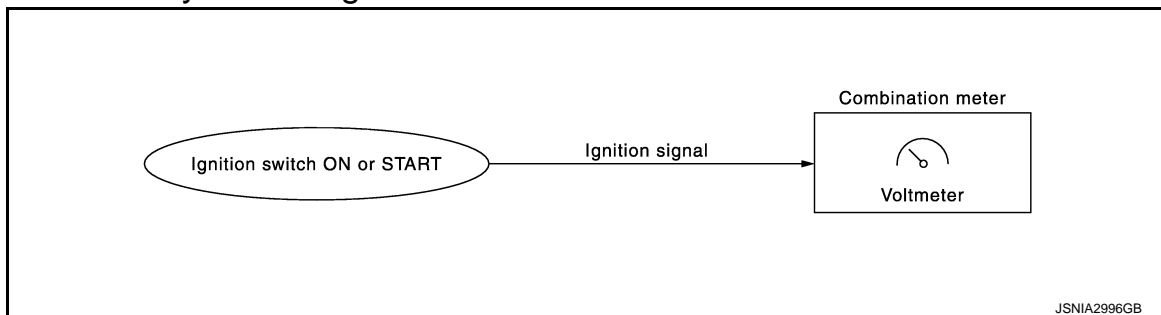 Combination meter
Ignition switch ON or START
Ignition signal
Voltmeter
JSNIA2996GB